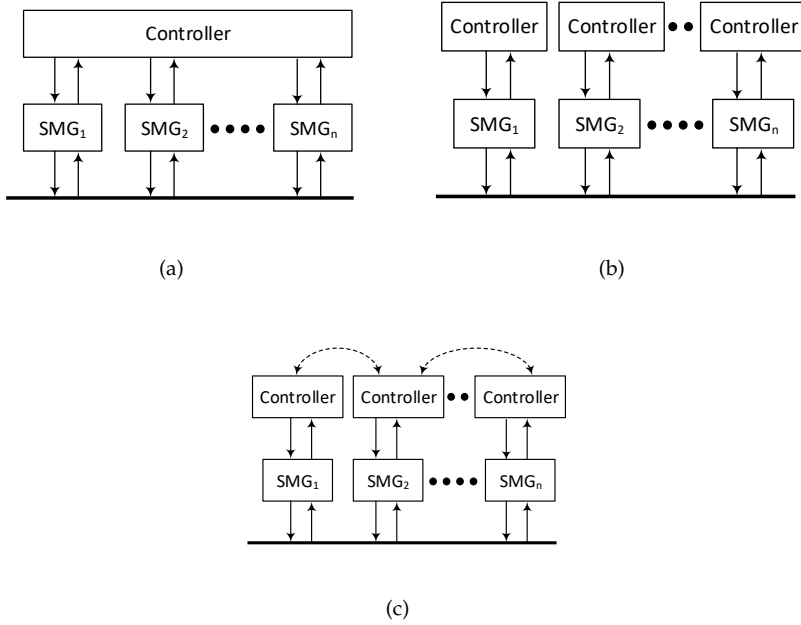 Controller
SMG₁ SMG₂ SMGₙ
(a)
Controller Controller Controller
SMG₁ SMG₂ SMGₙ
(b)
Controller Controller Controller
SMG₁ SMG₂ SMGₙ
(c)